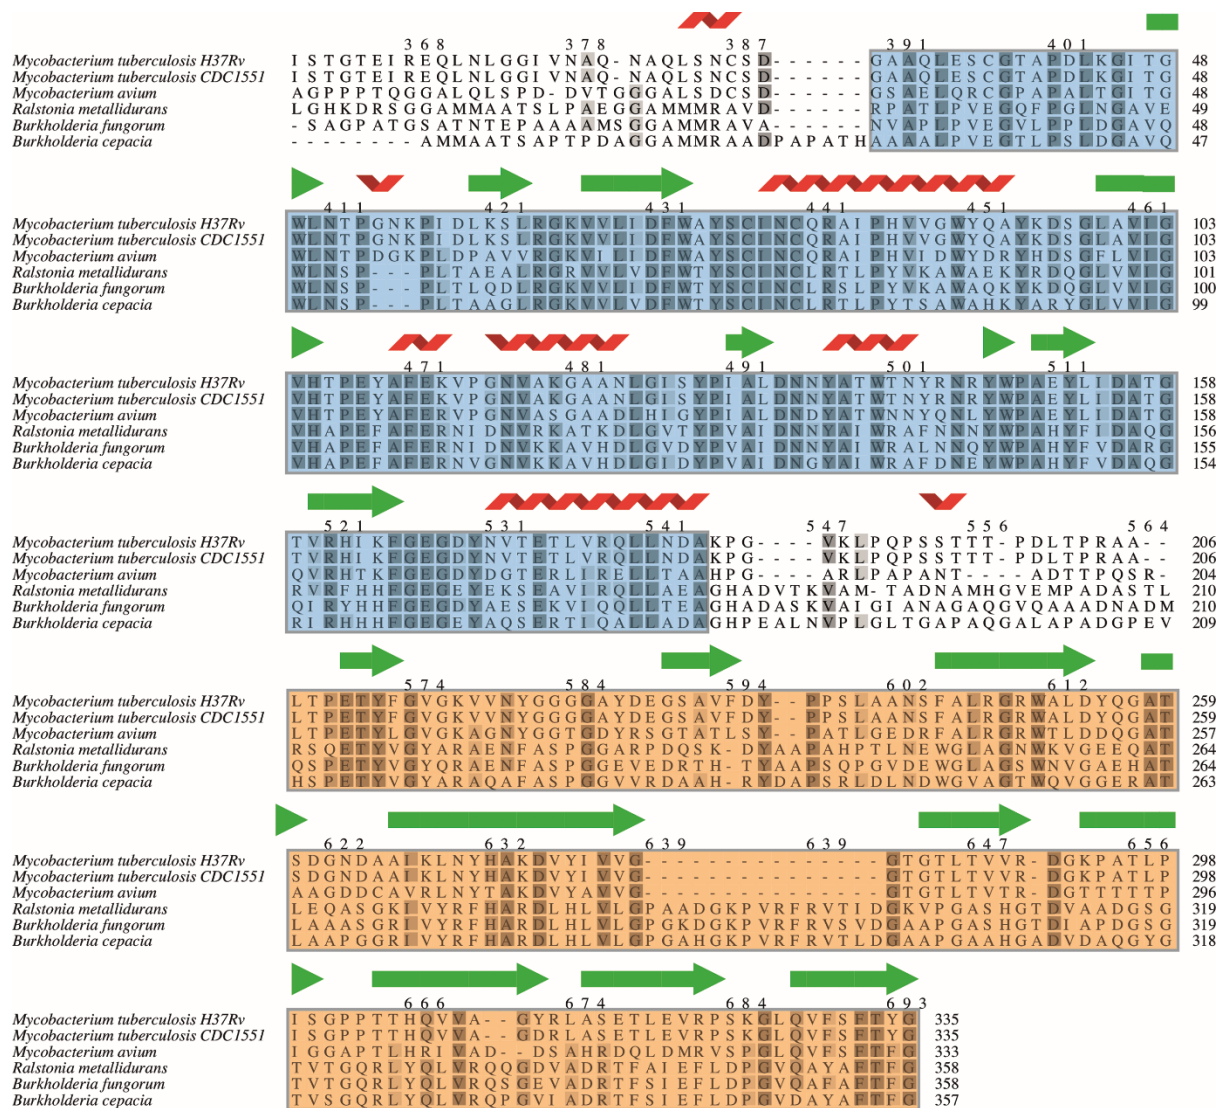 368 378 387 391 401
Mycobacterium tuberculosis H37Rv ISTGTEIREQLNLGGIVNAQ-NAQLSNCSD------GAAQLESCGTAPDLKGITG 48
Mycobacterium tuberculosis CDC1551 ISTGTEIREQLNLGGIVNAQ-NAQLSNCSD------GAAQLESCGTAPDLKGITG 48
Mycobacterium avium AGPPPTQGGALQLSPD-DVTGGGALSDCSD------GSAELQRCGPAPALTGITG 48
Ralstonia metallidurans LGHKDRSGGAMMAATSLPAEGGAMMMRAVD------RPATLPVEGQFPGLNGAVE 49
Burkholderia fungorum -SAGPATGSATNTEPAAAAMSGGAMMRAVA------NVAPLPVEGVLPPLDGAVQ 48
Burkholderia cepacia --------AMMAATSAPTPDAGGAMMRAADPAPATHAAAALPVEGTLPSLDGAVQ 47
411 421 431 441 451 461
Mycobacterium tuberculosis H37Rv WLNTPGNKPIDLKSLRGKVVLIDFWAYSCINCQRAIPHVVGWYQAYKDSGLAVIG 103
Mycobacterium tuberculosis CDC1551 WLNTPGNKPIDLKSLRGKVVLIDFWAYSCINCQRAIPHVVGWYQAYKDSGLAVIG 103
Mycobacterium avium WLNTPDGKPLDPAVVRGKVILIDFWAYSCINCQRAIPHVIDWYDRYHDSGFLVIG 103
Ralstonia metallidurans WLNSP---PLTAEALRGRVVLVDFWTYSCINCLRTLPYVKAWAEKYRDQGLVVIG 101
Burkholderia fungorum WLNSP---PLTLQDLRGKVVLVDFWTYSCINCLRSLPYVKAWAQKYKDQGLVVIG 100
Burkholderia cepacia WLNSP---PLTAAGLRGKVVLVDFWTYSCINCLRTLPYTSAWAHKYARYGLVVIG 99
471 481 491 501 511
Mycobacterium tuberculosis H37Rv VHTPEYAFEKVPGNVAKGAANLGISYPIALDNNYATWTNYRNRYWPAEYLIDATG 158
Mycobacterium tuberculosis CDC1551 VHTPEYAFEKVPGNVAKGAANLGISYPIALDNNYATWTNYRNRYWPAEYLIDATG 158
Mycobacterium avium VHTPEYAFERVPGNVASGAADLHIGYPIALDNDYATWTNYQNLYWPAEYLIDATG 158
Ralstonia metallidurans VHAPEFAFERNIDNVRKATKDLGVTYPVAIDNNYAIWRAFNNNYWPAHYFIDAQG 156
Burkholderia fungorum VHAPEFAFERNIDNVKKAVHDLGVDYPVAIDNNYAIWRALNNQYWPAHYFVDARG 155
Burkholderia cepacia VHAPEFAFERNVGNVKKAVHDLGIDYPVAIDNGYAIWRAFDNEYWPAHYFVDAQG 154
521 531 541 547 556 564
Mycobacterium tuberculosis H37Rv TVRHIKFGEGDYNVTETLVRQLLNDAKPG----VKLPQPSSTTT-PDLTPRAA-- 206
Mycobacterium tuberculosis CDC1551 TVRHIKFGEGDYNVTETLVRQLLNDAKPG----VKLPQPSSTTT-PDLTPRAA-- 206
Mycobacterium avium QVRHTKFGEGDYDGTERLIRELLTAAHPG----ARLPAPANT----ADTTPQSR- 204
Ralstonia metallidurans RVRFHHFGEGEYEKSEAVIRQLLAEAGHADVTKVAM-TADNAMHGVEMPADASTL 210
Burkholderia fungorum QIRYHHFGEGDYAESEKVIQQLLTEAGHADASKVAIGIANAGAQGVQAAADNADM 210
Burkholderia cepacia RIRHHHFGEGEYAQSERTIQALLADAGHPEALNVPLGLTGAPAQGALAPADGPEV 209
574 584 594 602 612
Mycobacterium tuberculosis H37Rv LTPETYFGVGKVVNYGGGGAYDEGSAVFDY--PPSLAANSFALRGRWALDYQGAT 259
Mycobacterium tuberculosis CDC1551 LTPETYFGVGKVVNYGGGGAYDEGSAVFDY--PPSLAANSFALRGRWALDYQGAT 259
Mycobacterium avium LTPETYLGVGKAGNYGGTGDYRSGTATLSY--PATLGEDRFALRGRWTLDDQGAT 257
Ralstonia metallidurans RSQETYVGYARAENFASPGGARPDQSK-DYAAPAHPTLNEWGLAGNWKVGEEQAT 264
Burkholderia fungorum QSPETYVGYQRAENFASPGGEVEDRTH-TYAAPSQPGVDEWGLAGSWNVGAEHAT 264
Burkholderia cepacia HSPETYVGYARAQAFASPGGVVRDAAH-RYDAPSRLDLNDWGVAGTWQVGGERAT 263
622 632 639 639 647 656
Mycobacterium tuberculosis H37Rv SDGNDAAIKLNYHAKDVYIVVG---------------GTGTLTVVR-DGKPATLP 298
Mycobacterium tuberculosis CDC1551 SDGNDAAIKLNYHAKDVYIVVG---------------GTGTLTVVR-DGKPATLP 298
Mycobacterium avium AAGDDCAVRLNYTAKDVYAVVG---------------GTGTLTVTR-DGTTTTTP 296
Ralstonia metallidurans LEQASGKIVYRFHARDLHLVLGPAADGKPVRFRVTIDGKVPGASHGTDVAADGSG 319
Burkholderia fungorum LAAASGRIVYRFHARDLHLVLGPGKDGKPVRFRVSVDGAAPGASHGTDIAPDGSG 319
Burkholderia cepacia LAAPGGRIVYRFHARDLHLVLGPGAHGKPVRFRVTLDGAAPGAAHGADVDAQGYG 318
666 674 684 693
Mycobacterium tuberculosis H37Rv ISGPPTTHQVVA--GYRLASETLEVRPSKGLQVFSFTYG 335
Mycobacterium tuberculosis CDC1551 ISGPPTTHQVVA--GDRLASETLEVRPSKGLQVFSFTYG 335
Mycobacterium avium IGGAPTLHRIVAD--DSAHRDQLDMRVSPGLQVFSFTFG 333
Ralstonia metallidurans TVTGQRLYQLVRQQGDVADRTFAIEFLDPGVQAYAFTFG 358
Burkholderia fungorum TVTGQRLYQLVRQSGEVADRTFSIEFLDPGVQAFAFTFG 358
Burkholderia cepacia TVSGQRLYQLVRQPGVIADRTFSIEFLDPGVDAYAFTFG 357